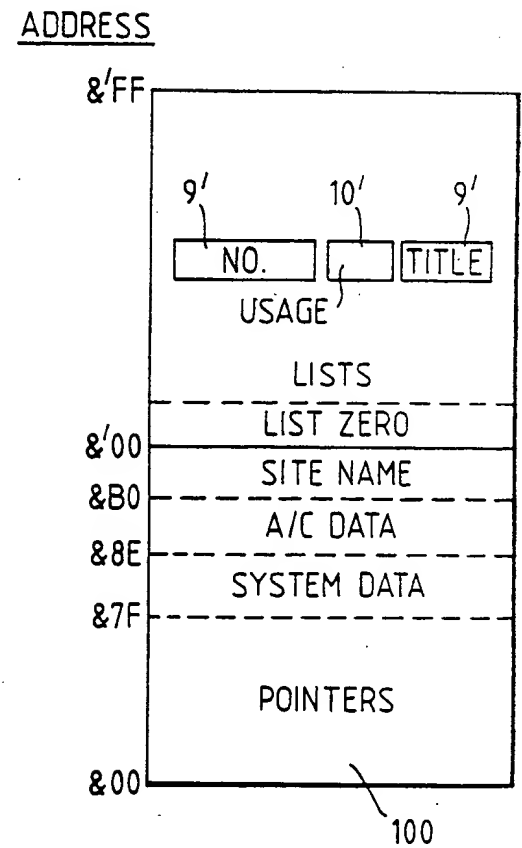 ADDRESS
&'FF
9' 10' 9'
NO. TITLE
USAGE
LISTS
LIST ZERO
&'00
SITE NAME
&B0
A/C DATA
&8E
SYSTEM DATA
&7F
POINTERS
&00
100